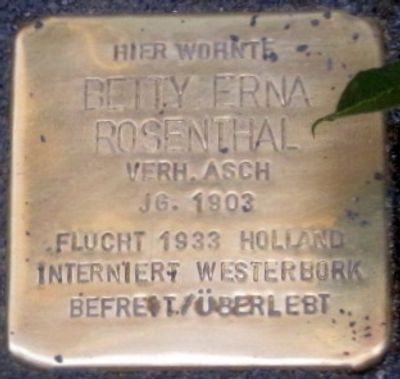 HIER WOHNTE
BETTY ERNA
ROSENTHAL
VERH. ASCH
JG. 1903
FLUCHT 1933 HOLLAND
INTERNIERT WESTERBORK
BEFREIT/ÜBERLEBT